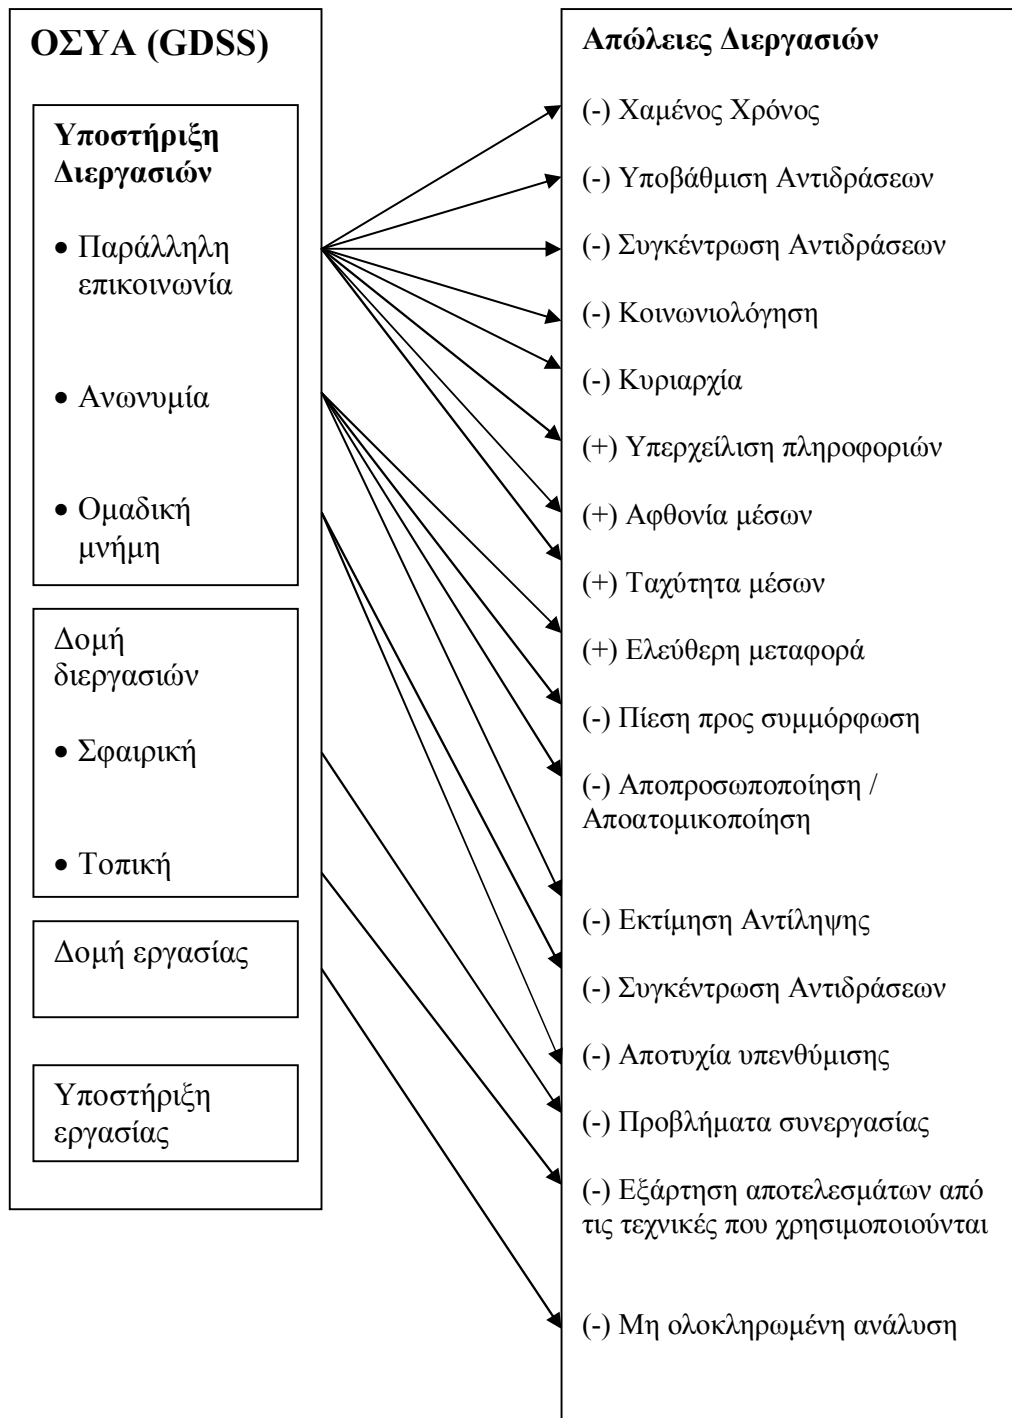 ΟΣΥΑ (GDSS)
Υποστήριξη
Διεργασιών
• Παράλληλη
επικοινωνία
• Ανωνυμία
• Ομαδική
μνήμη
Δομή
διεργασιών
• Σφαιρική
• Τοπική
Δομή εργασίας
Υποστήριξη
εργασίας
Απώλειες Διεργασιών
(-) Χαμένος Χρόνος
(-) Υποβάθμιση Αντιδράσεων
(-) Συγκέντρωση Αντιδράσεων
(-) Κοινωνιολόγηση
(-) Κυριαρχία
(+) Υπερχείλιση πληροφοριών
(+) Αφθονία μέσων
(+) Ταχύτητα μέσων
(+) Ελεύθερη μεταφορά
(-) Πίεση προς συμμόρφωση
(-) Αποπροσωποποίηση /
Αποατομικοποίηση
(-) Εκτίμηση Αντίληψης
(-) Συγκέντρωση Αντιδράσεων
(-) Αποτυχία υπενθύμισης
(-) Προβλήματα συνεργασίας
(-) Εξάρτηση αποτελεσμάτων από
τις τεχνικές που χρησιμοποιούνται
(-) Μη ολοκληρωμένη ανάλυση